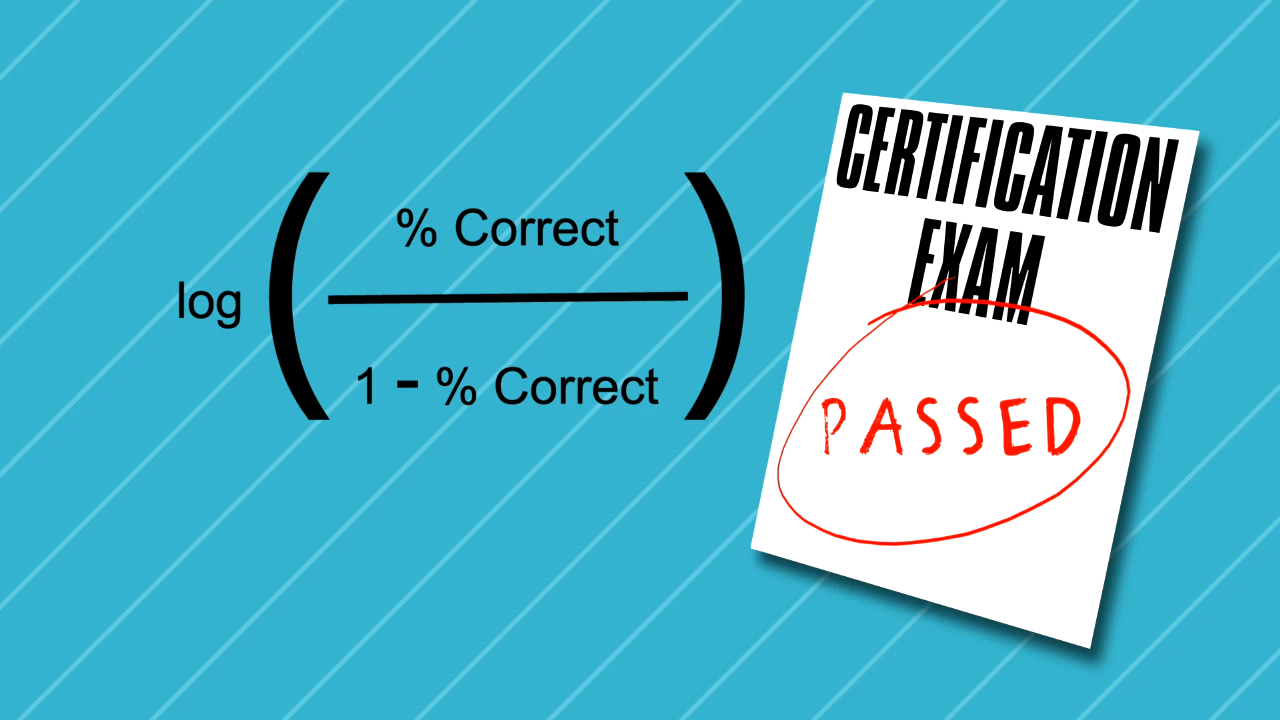 log ( % Correct
1 - % Correct )
CERTIFICATION
EXAM
PASSED